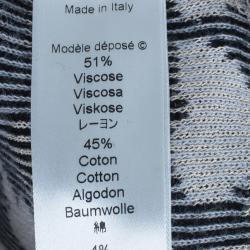 Made in Italy
Modèle déposé ©
51%
Viscose
Viscosa
Viskose
レーヨン
45%
Coton
Cotton
Algodon
Baumwolle
綿
4%